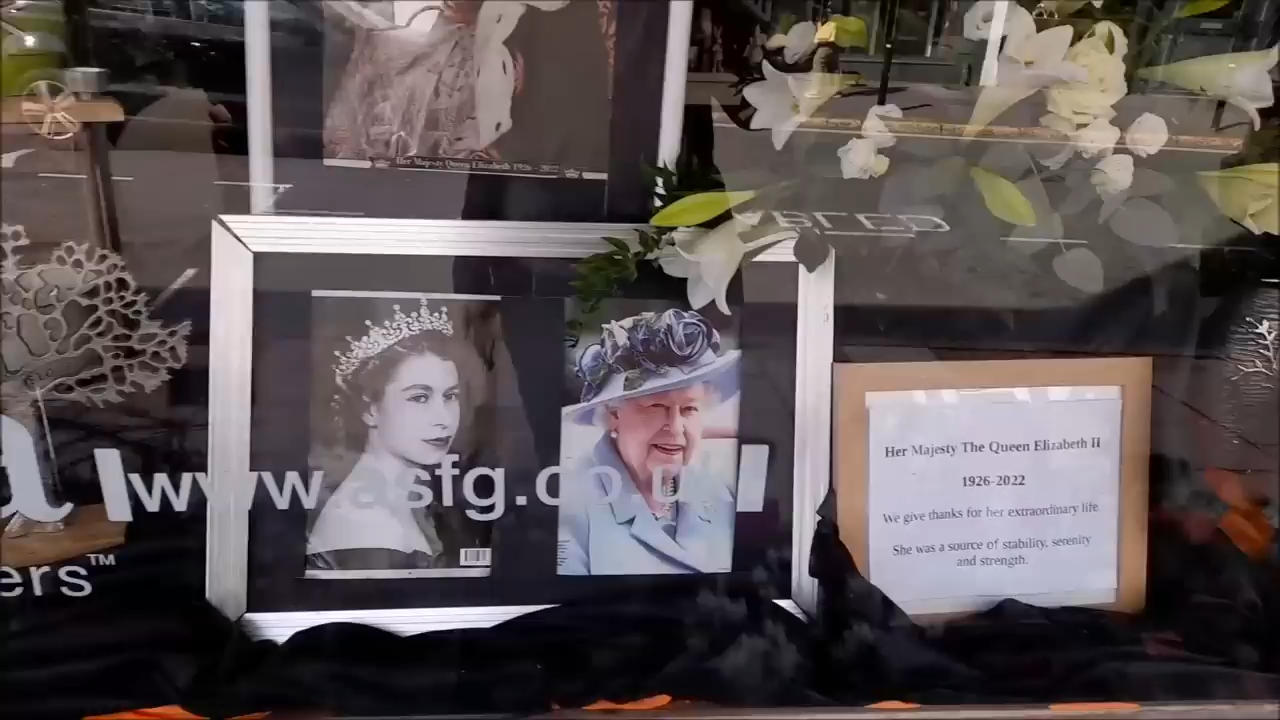 Her Majesty Queen Elizabeth 1926 - 2022
ABLED
Her Majesty The Queen Elizabeth II
1926-2022
We give thanks for her extraordinary life
She was a source of stability, serenity
and strength.
www.asfg.co.uk
ers™